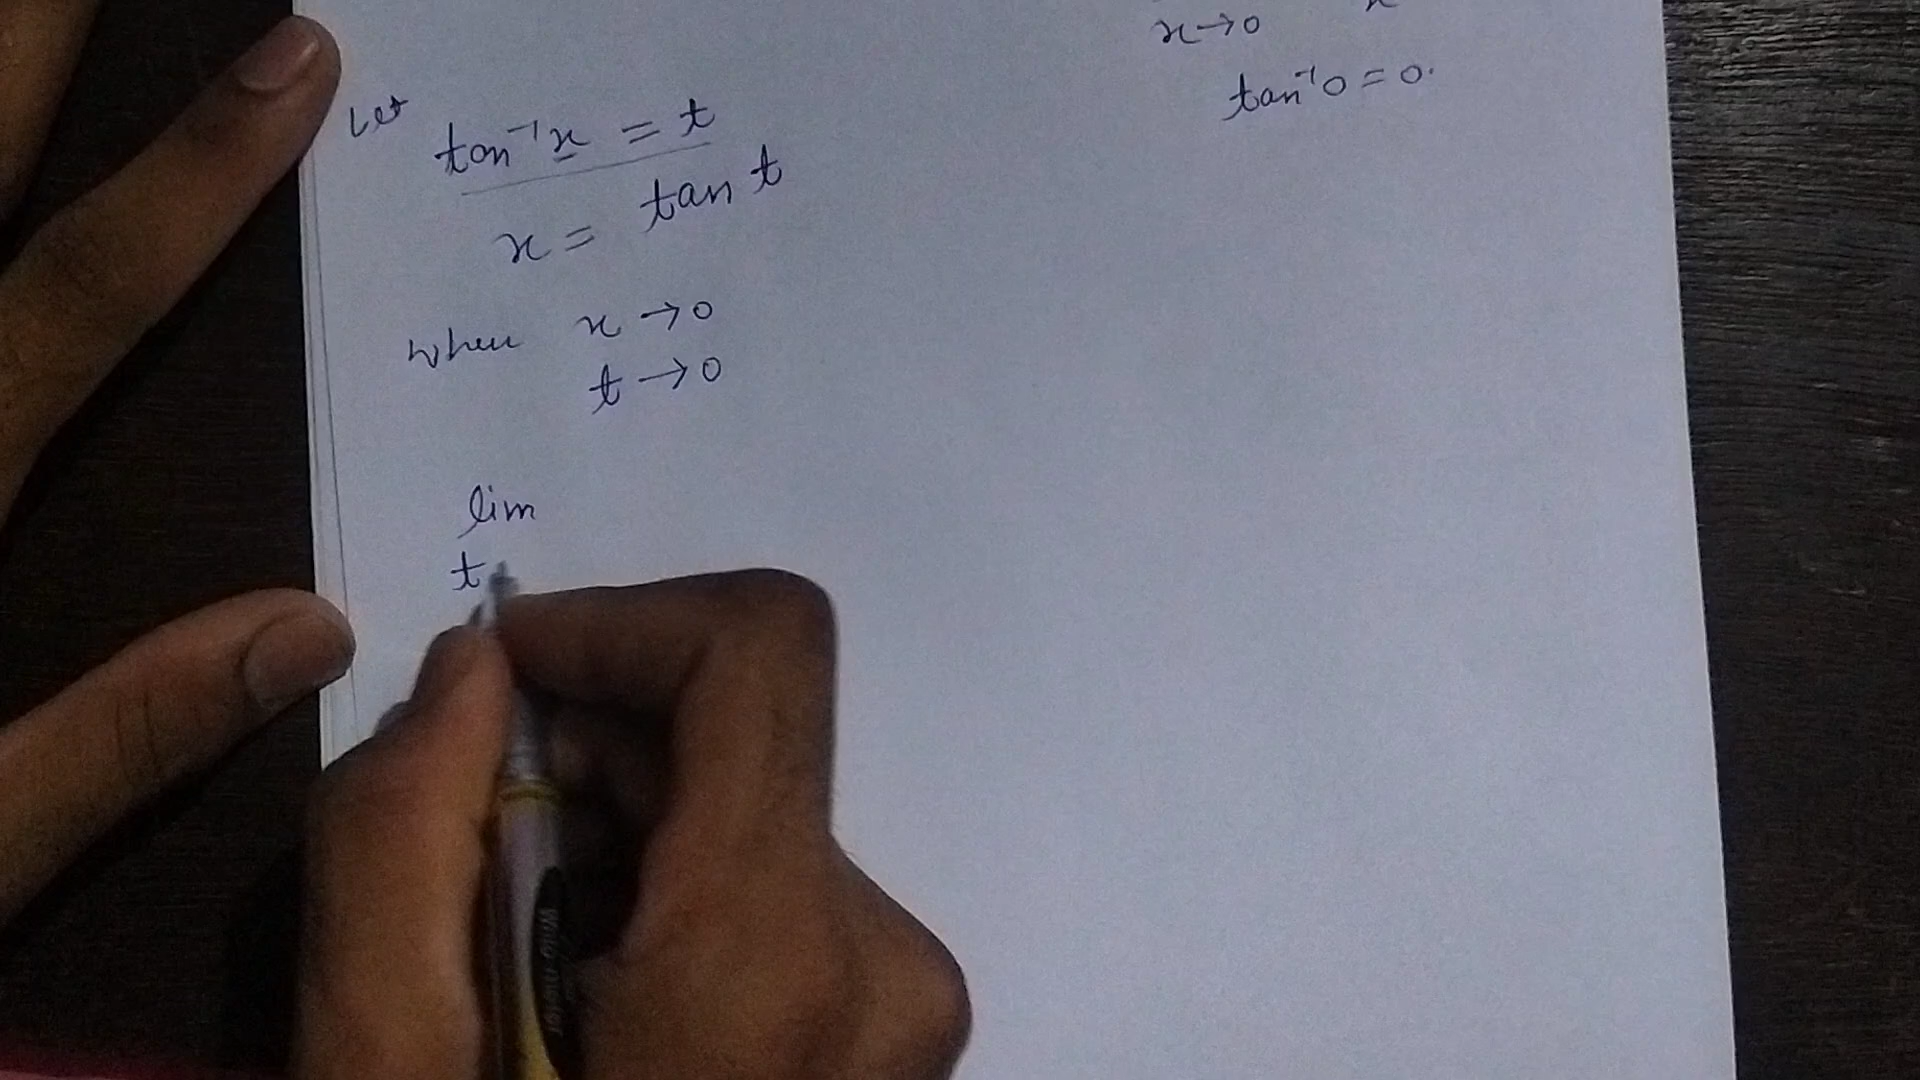 x→0 x
tan⁻¹0 = 0.
Let tan⁻¹x = t
x = tan t
when x →0
t →0
lim
t